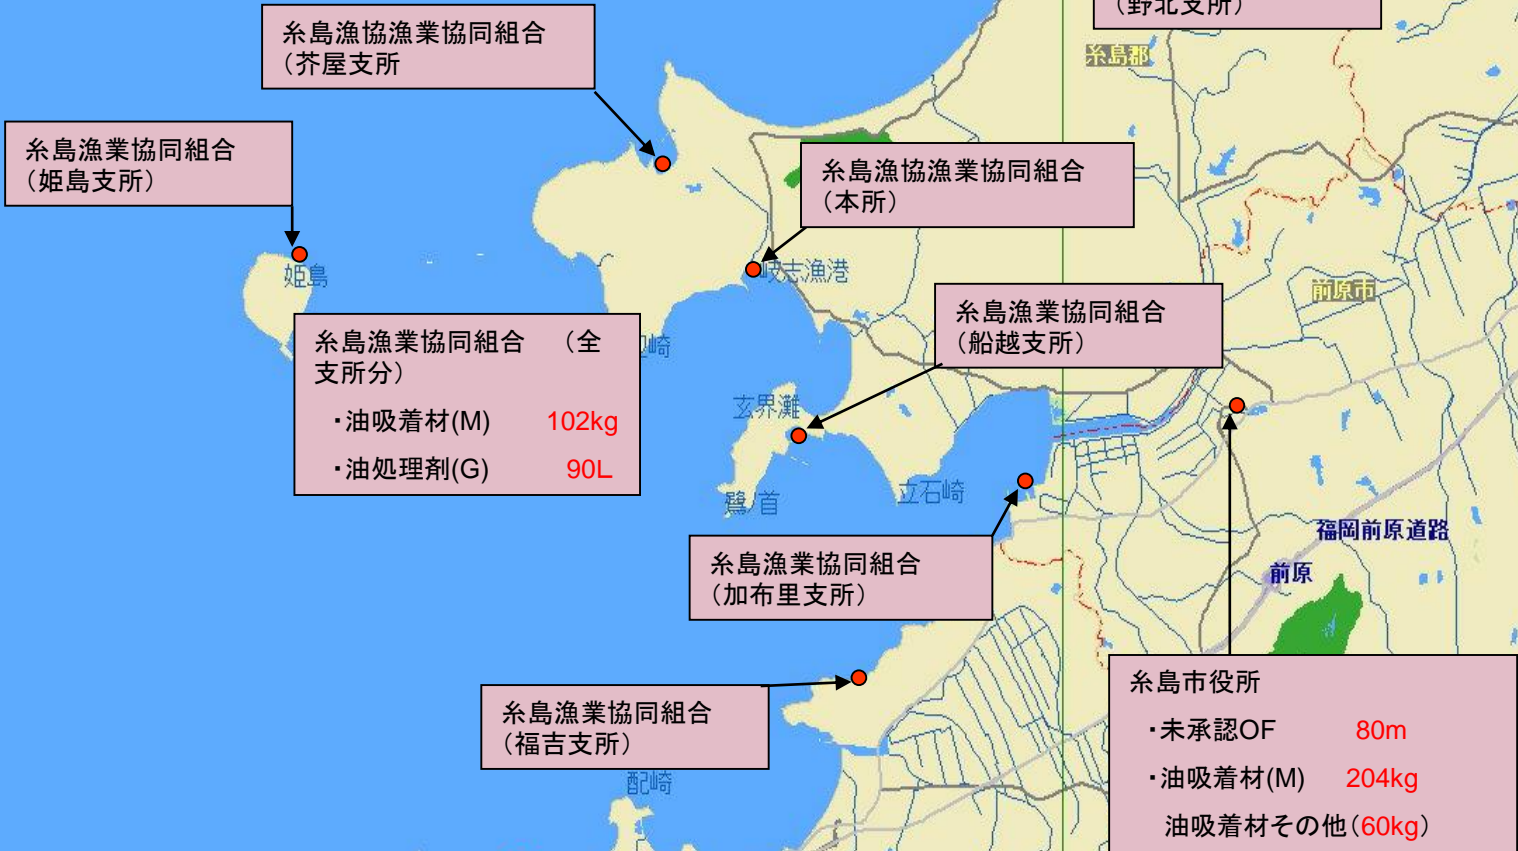 (野北支所)
糸島漁協漁業協同組合
(芥屋支所
糸島郡
糸島漁業協同組合
(姫島支所)
糸島漁協漁業協同組合
(本所)
姫島
岐志漁港
前原市
糸島漁業協同組合
(船越支所)
糸島漁業協同組合 (全
支所分)
・油吸着材(M) 102kg
・油処理剤(G) 90L
崎
玄界灘
鷺ノ首
立石崎
福岡前原道路
前原
糸島漁業協同組合
(加布里支所)
糸島漁業協同組合
(福吉支所)
配崎
糸島市役所
・未承認OF 80m
・油吸着材(M) 204kg
油吸着材その他(60kg)